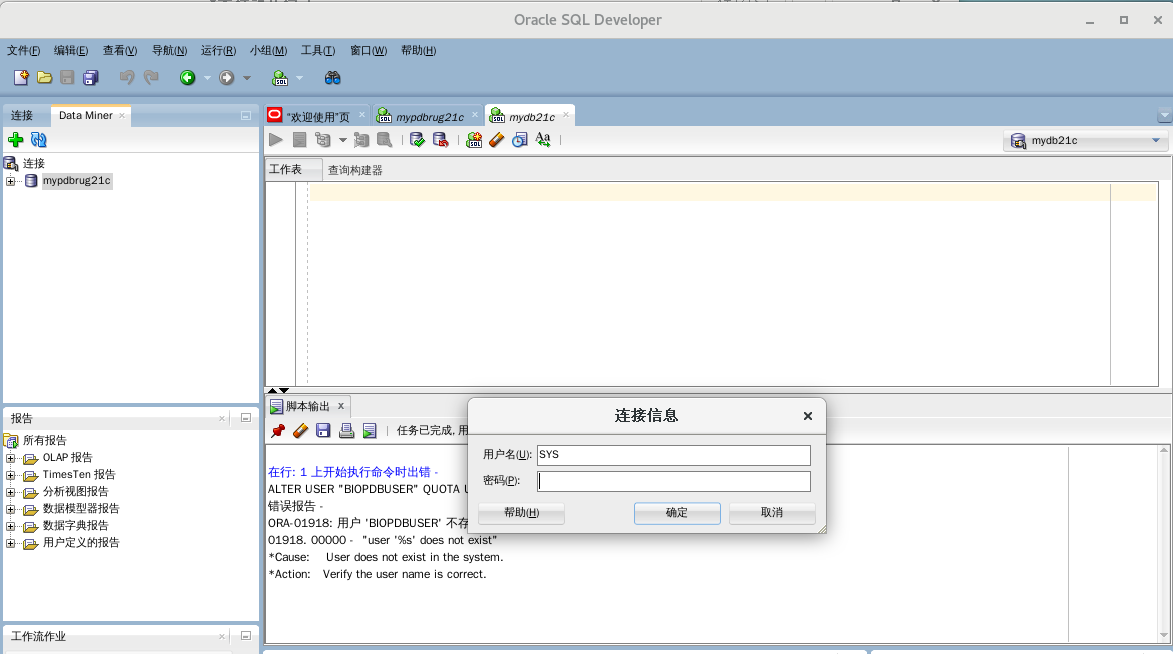 Oracle SQL Developer
文件(F) 编辑(E) 查看(V) 导航(N) 运行(R) 小组(M) 工具(T) 窗口(W) 帮助(H)
连接 Data Miner
"欢迎使用"页 mypdbrug21c mydb21c
mydb21c
连接
mypdbrug21c
工作表 查询构建器
脚本输出
任务已完成, 用
在行: 1 上开始执行命令时出错 -
ALTER USER "BIOPDBUSER" QUOTA U
错误报告 -
ORA-01918: 用户 'BIOPDBUSER' 不存
01918. 00000 - "user '%s' does not exist"
*Cause: User does not exist in the system.
*Action: Verify the user name is correct.
连接信息
用户名(U): SYS
密码(P):
帮助(H) 确定 取消
报告
所有报告
OLAP 报告
TimesTen 报告
分析视图报告
数据模型器报告
数据字典报告
用户定义的报告
工作流作业